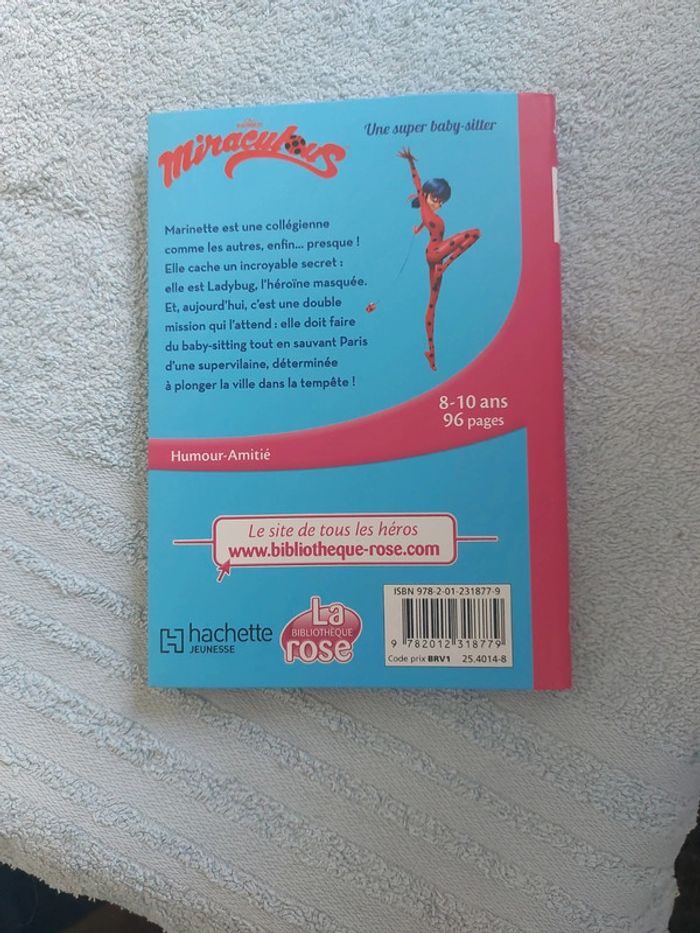 Miraculous
Une super baby-sitter
Marinette est une collégienne
comme les autres, enfin... presque !
Elle cache un incroyable secret :
elle est Ladybug, l'héroïne masquée.
Et, aujourd'hui, c'est une double
mission qui l'attend : elle doit faire
du baby-sitting tout en sauvant Paris
d'une supervilaine, déterminée
à plonger la ville dans la tempête !
8-10 ans
96 pages
Humour-Amitié
Le site de tous les héros
www.bibliotheque-rose.com
hachette
JEUNESSE
La
BIBLIOTHÈQUE
rose
ISBN 978-2-01-231877-9
9 782012 318779
Code prix BRV1 25.4014-8